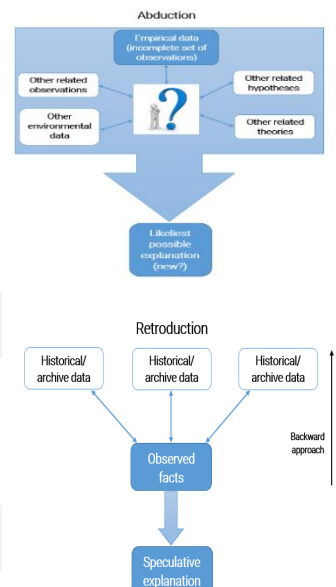 Abduction
Empirical data
(incomplete set of
observations)
Other related
observations
Other related
hypotheses
Other
environmental
data
Other related
theories
?
Likeliest
possible
explanation
(new?)
Retroduction
Historical/
archive data
Historical/
archive data
Historical/
archive data
Backward
approach
Observed
facts
Speculative
explanation